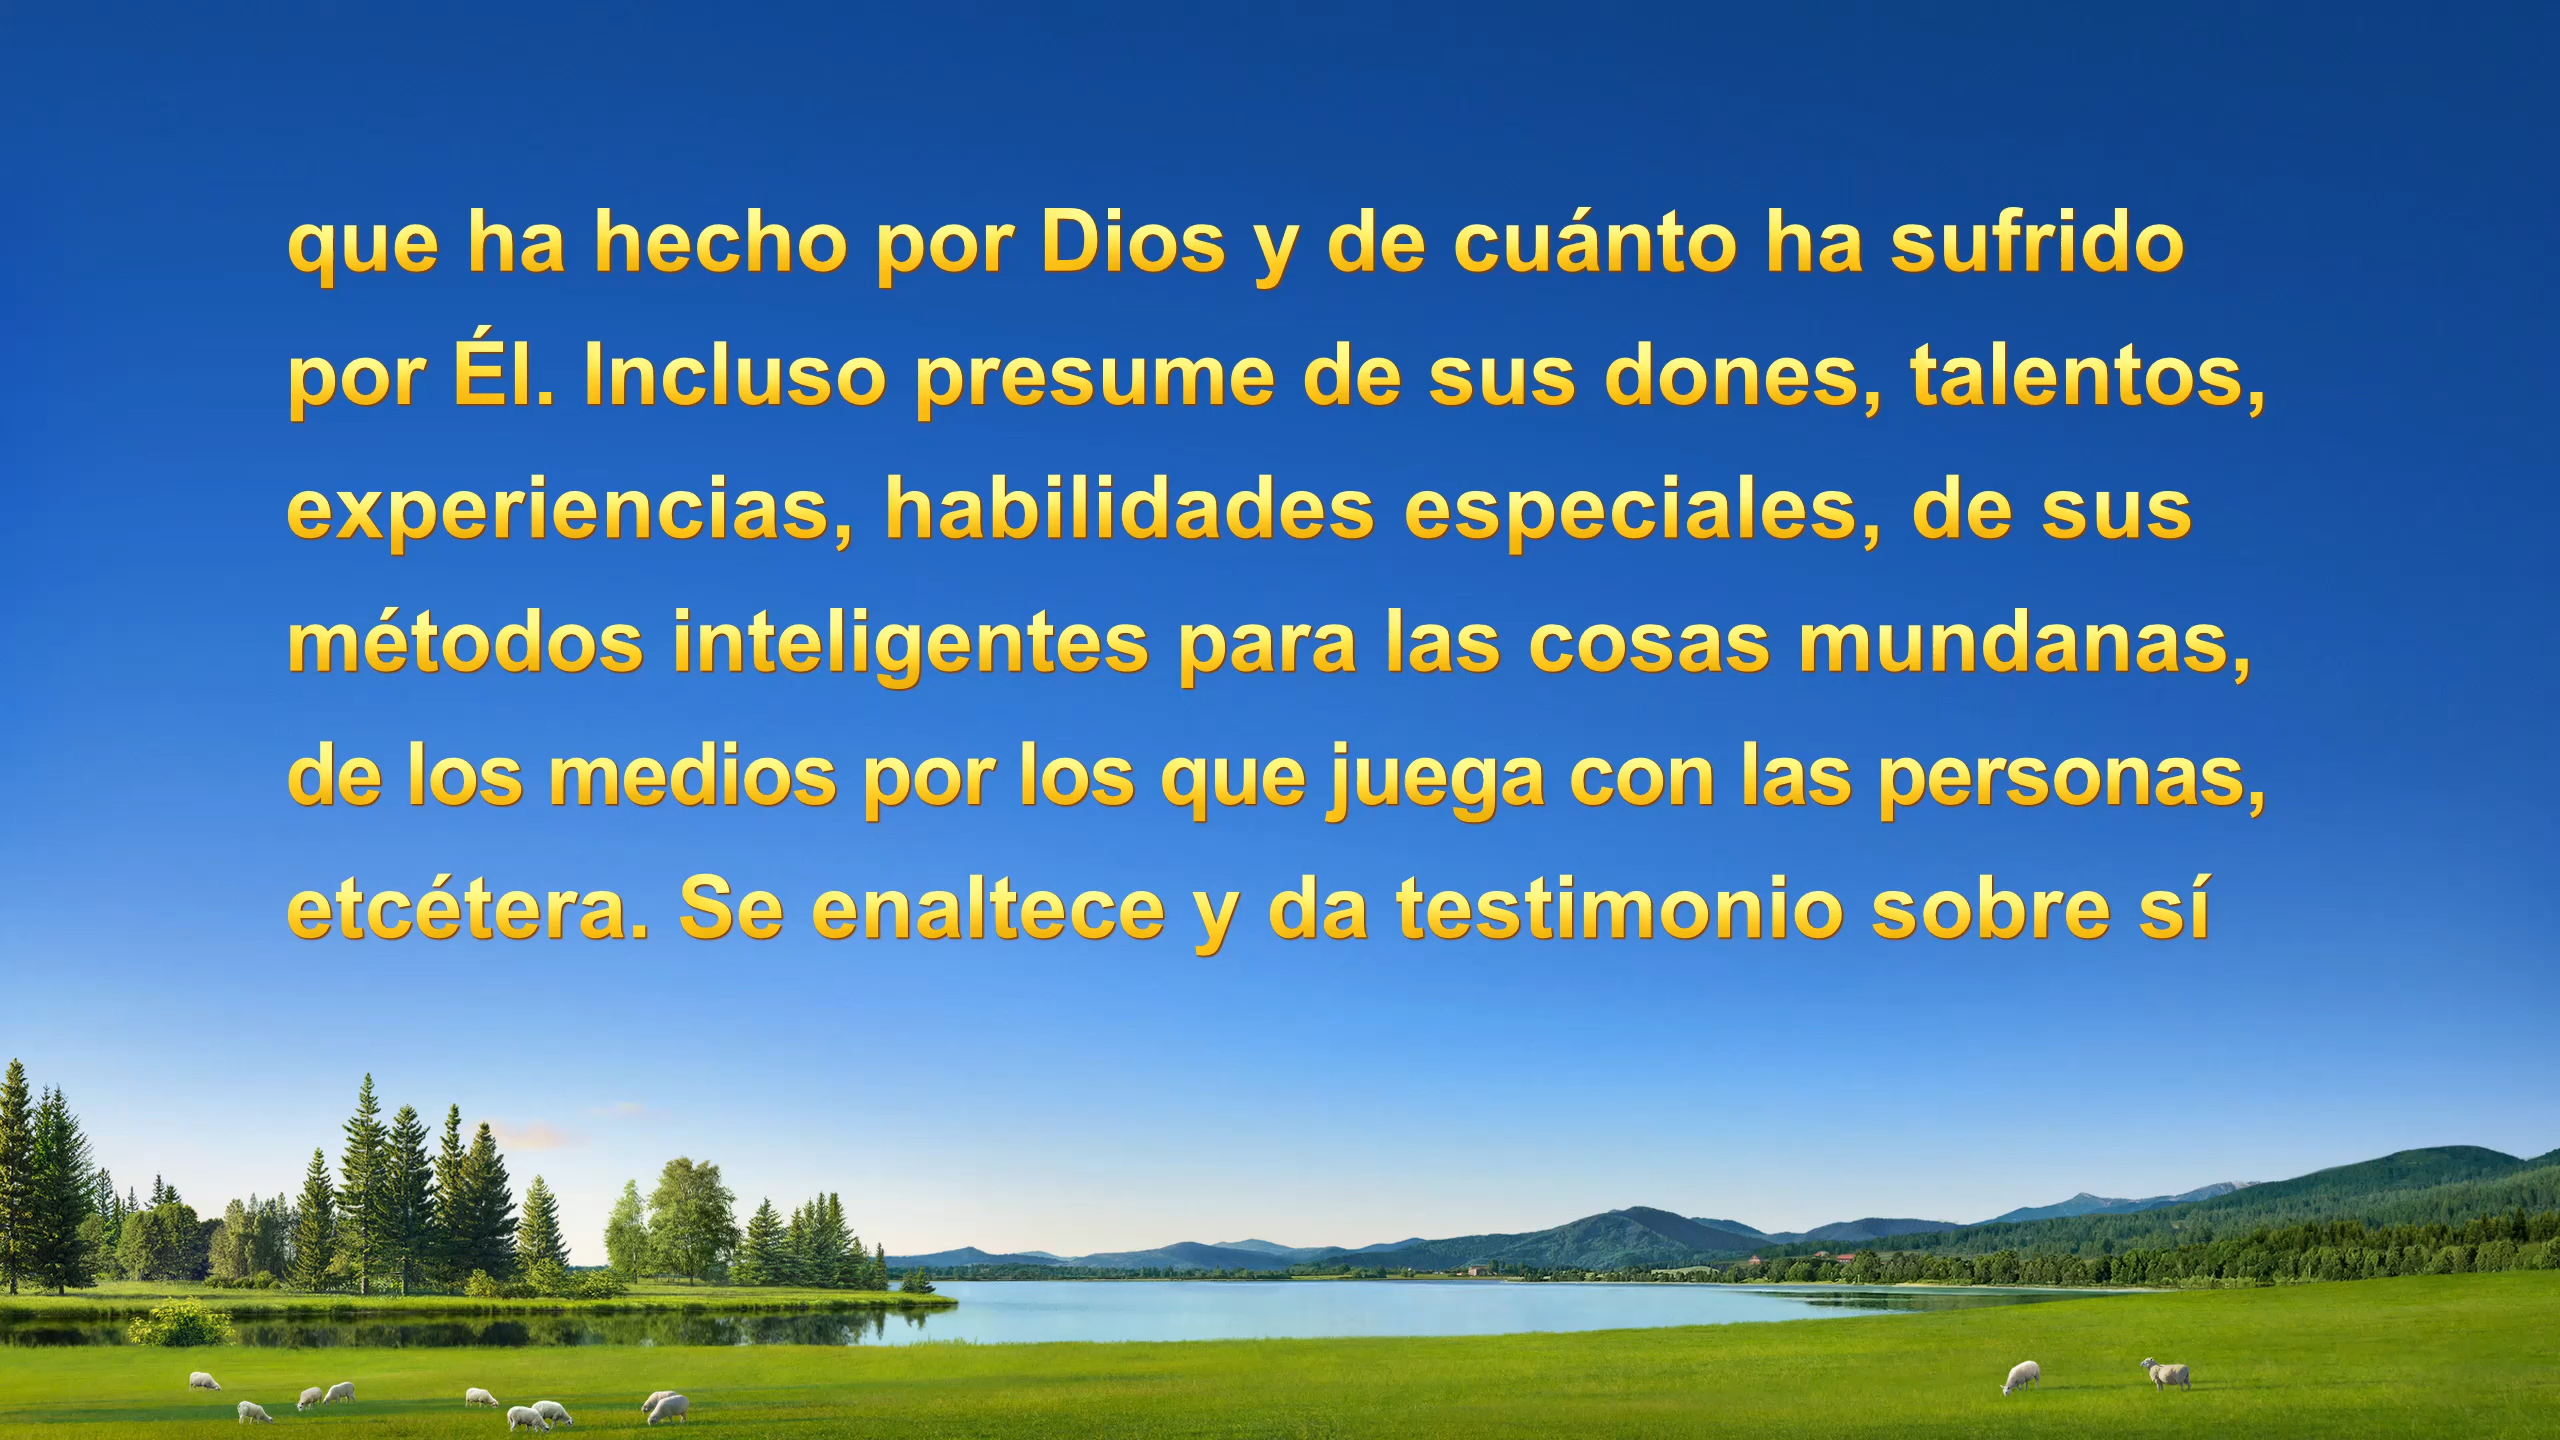 que ha hecho por Dios y de cuánto ha sufrido
por Él. Incluso presume de sus dones, talentos,
experiencias, habilidades especiales, de sus
métodos inteligentes para las cosas mundanas,
de los medios por los que juega con las personas,
etcétera. Se enaltece y da testimonio sobre sí